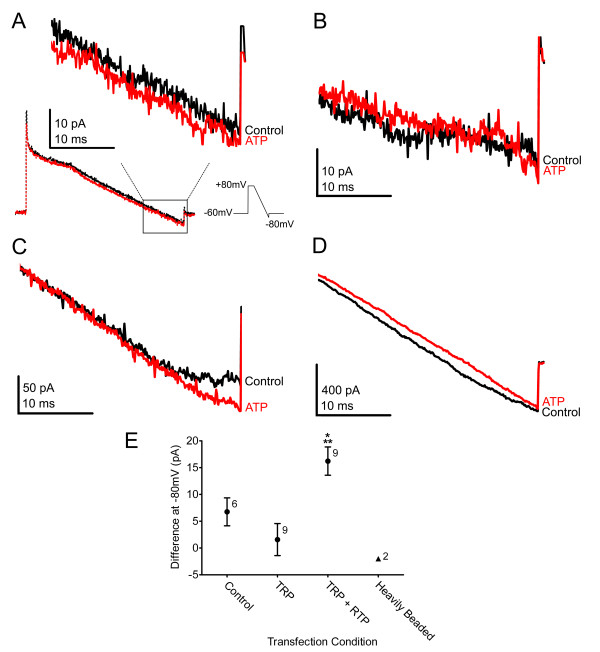 A
10 pA
10 ms
Control
ATP
+80mV
-60mV
-80mV
B
10 pA
10 ms
Control
ATP
C
50 pA
10 ms
Control
ATP
D
400 pA
10 ms
ATP
Control
E
Difference at -80mV (pA)
20
15
10
5
0
-5
6
9
*
**
9
2
Control
TRP
TRP + RTP
Heavily Beaded
Transfection Condition